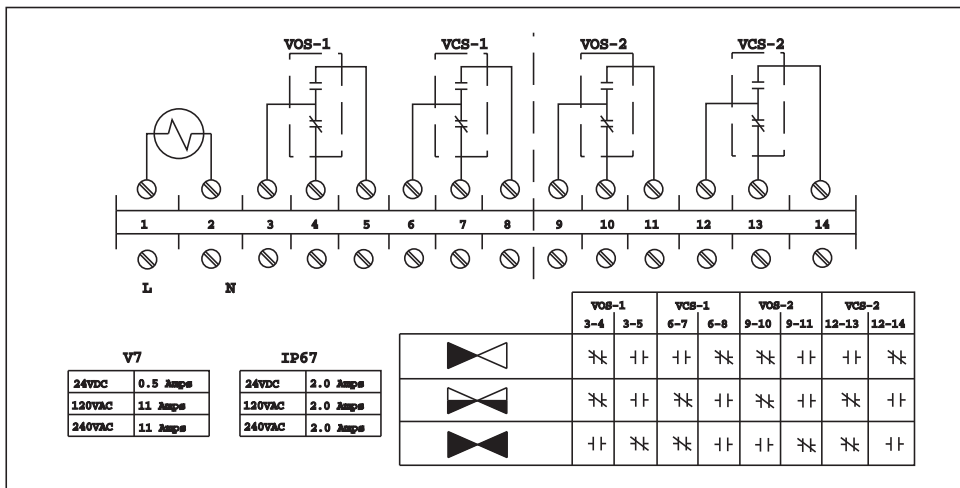 VOS-1 VCS-1 VOS-2 VCS-2
1 2 3 4 5 6 7 8 9 10 11 12 13 14
L N
VOS-1 VCS-1 VOS-2 VCS-2
3-4 3-5 6-7 6-8 9-10 9-11 12-13 12-14
V7
24VDC 0.5 Amps
120VAC 11 Amps
240VAC 11 Amps
IP67
24VDC 2.0 Amps
120VAC 2.0 Amps
240VAC 2.0 Amps